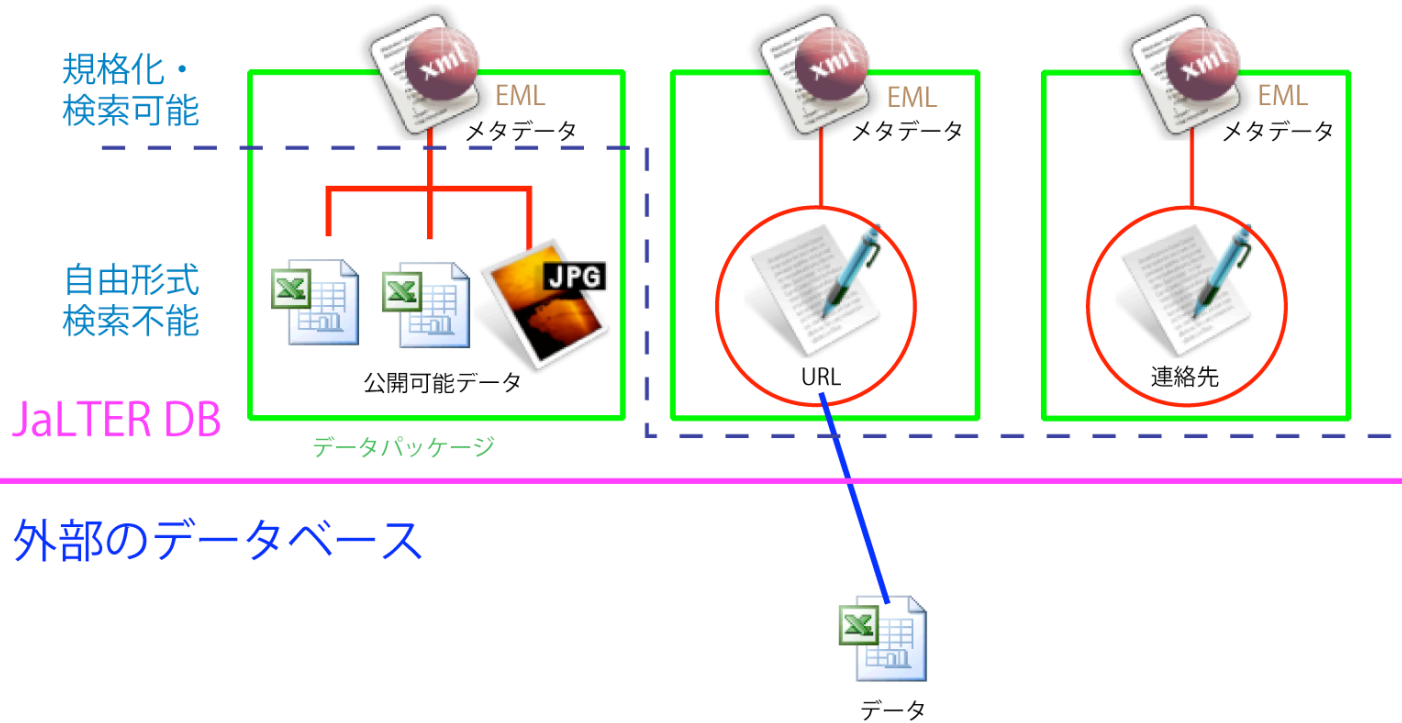 規格化・
検索可能
xml
EML
メタデータ
xml
EML
メタデータ
xml
EML
メタデータ
自由形式
検索不能
JPG
公開可能データ
URL
連絡先
JaLTER DB
データパッケージ
外部のデータベース
データ